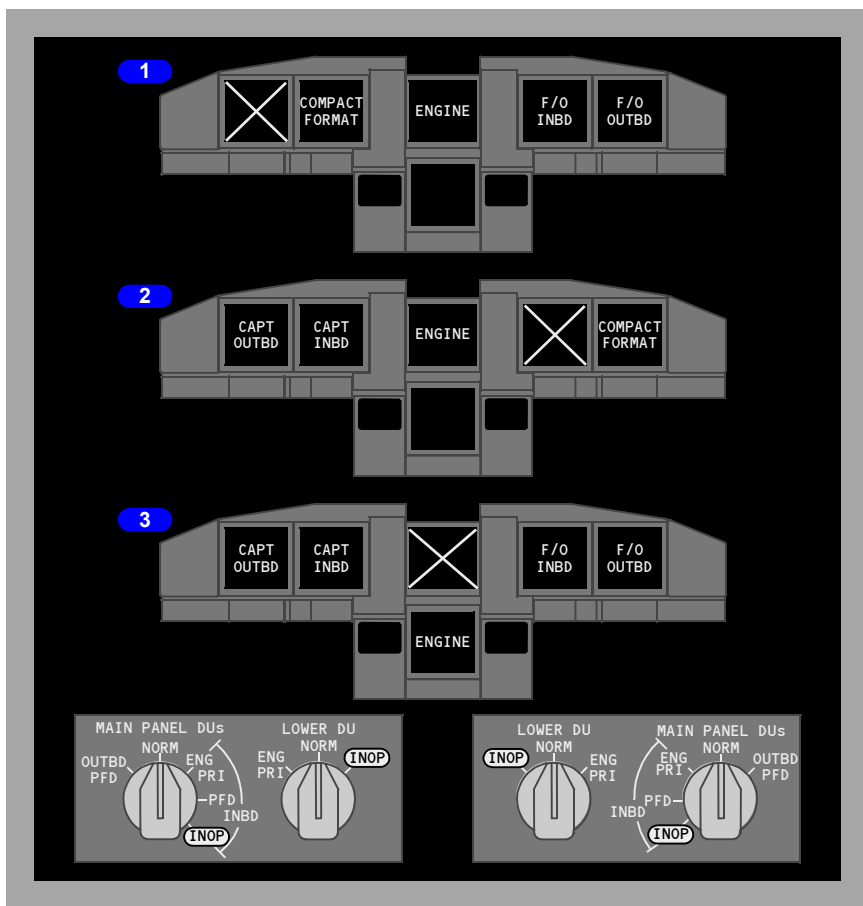 1
COMPACT
FORMAT
ENGINE
F/O
INBD
F/O
OUTBD
2
CAPT
OUTBD
CAPT
INBD
ENGINE
COMPACT
FORMAT
3
CAPT
OUTBD
CAPT
INBD
F/O
INBD
F/O
OUTBD
ENGINE
MAIN PANEL DUs
NORM
OUTBD
PFD
ENG
PRI
PFD
INBD
INOP
LOWER DU
NORM
ENG
PRI
INOP
LOWER DU
NORM
INOP
ENG
PRI
MAIN PANEL DUs
NORM
ENG
PRI
OUTBD
PFD
PFD
INBD
INOP